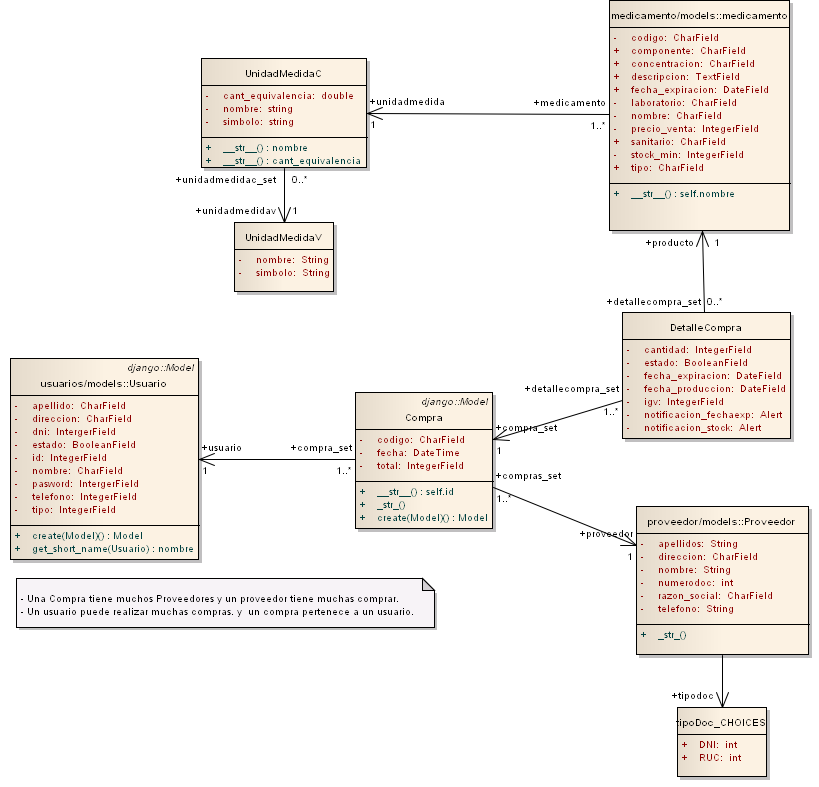 medicamento/models::medicamento
- codigo: CharField
+ componente: CharField
+ concentracion: CharField
+ descripcion: TextField
+ fecha_expiracion: DateField
- laboratorio: CharField
- nombre: CharField
- precio_venta: IntegerField
+ sanitario: CharField
- stock_min: IntegerField
+ tipo: CharField
+ __str__() : self.nombre
UnidadMedidaC
- cant_equivalencia: double
- nombre: string
- simbolo: string
+ __str__() : nombre
+ __str__() : cant_equivalencia
+unidadmedida
1
+medicamento
1..*
+unidadmedidac_set 0..*
+unidadmedidav 1
UnidadMedidaV
- nombre: String
- simbolo: String
+producto 1
+detallecompra_set 0..*
DetalleCompra
- cantidad: IntegerField
- estado: BooleanField
- fecha_expiracion: DateField
- fecha_produccion: DateField
- igv: IntegerField
- notificacion_fechaexp: Alert
- notificacion_stock: Alert
django::Model
usuarios/models::Usuario
- apellido: CharField
- direccion: CharField
- dni: IntergerField
- estado: BooleanField
- id: IntegerField
- nombre: CharField
- pasword: IntergerField
- telefono: IntegerField
- tipo: IntegerField
+ create(Model)() : Model
+ get_short_name(Usuario) : nombre
+usuario
1
+compra_set
1..*
django::Model
Compra
- codigo: CharField
- fecha: DateTime
- total: IntegerField
+ __str__() : self.id
+ _str_()
+ create(Model)() : Model
+detallecompra_set
1..*
+compra_set
1
+compras_set
1..*
+proveedor
1
proveedor/models::Proveedor
- apellidos: String
- direccion: CharField
- nombre: String
- numerodoc: int
- razon_social: CharField
- telefono: String
+ _str_()
+tipodoc
tipoDoc_CHOICES
+ DNI: int
+ RUC: int
- Una Compra tiene muchos Proveedores y un proveedor tiene muchas comprar.
- Un usuario puede realizar muchas compras. y un compra pertenece a un usuario.